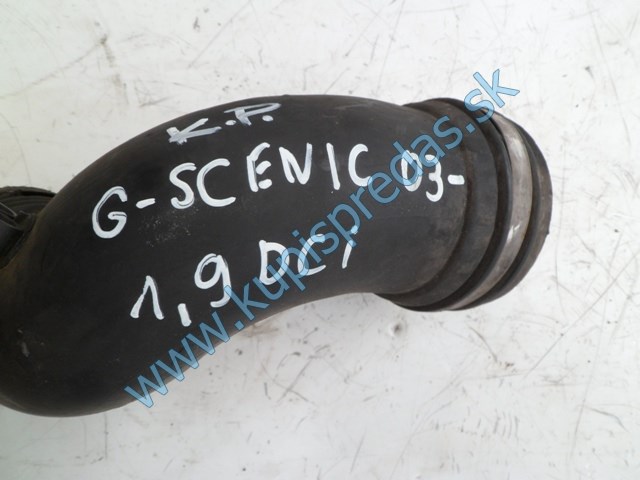 K.P.
G-SCENIC 03-
1,9 DCI
www.kupispredas.sk